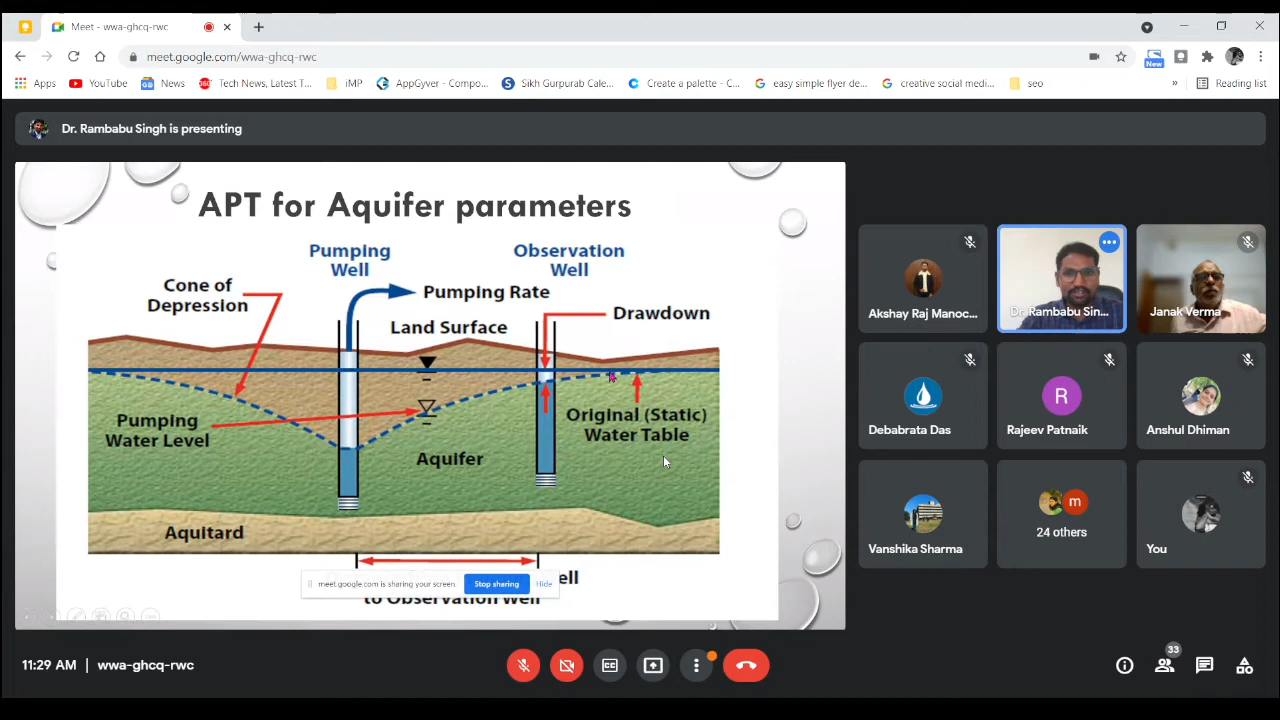 Meet - wwa-ghcq-rwc
meet.google.com/wwa-ghcq-rwc
New
Apps
YouTube
News
Tech News, Latest T...
iMP
AppGyver - Compo...
Sikh Gurpurab Cale...
Create a palette - C...
easy simple flyer de...
creative social medi...
seo
»
Reading list
Dr. Rambabu Singh is presenting
APT for Aquifer parameters
Pumping
Well
Observation
Well
Cone of
Depression
Pumping Rate
Drawdown
Land Surface
Pumping
Water Level
Original (Static)
Water Table
Aquifer
Aquitard
ell
to Observation Well
meet.google.com is sharing your screen.
Stop sharing
Hide
Akshay Raj Manoc...
Dr. Rambabu Sin...
Janak Verma
Debabrata Das
R
Rajeev Patnaik
Anshul Dhiman
Vanshika Sharma
m
24 others
You
11:29 AM | wwa-ghcq-rwc
33